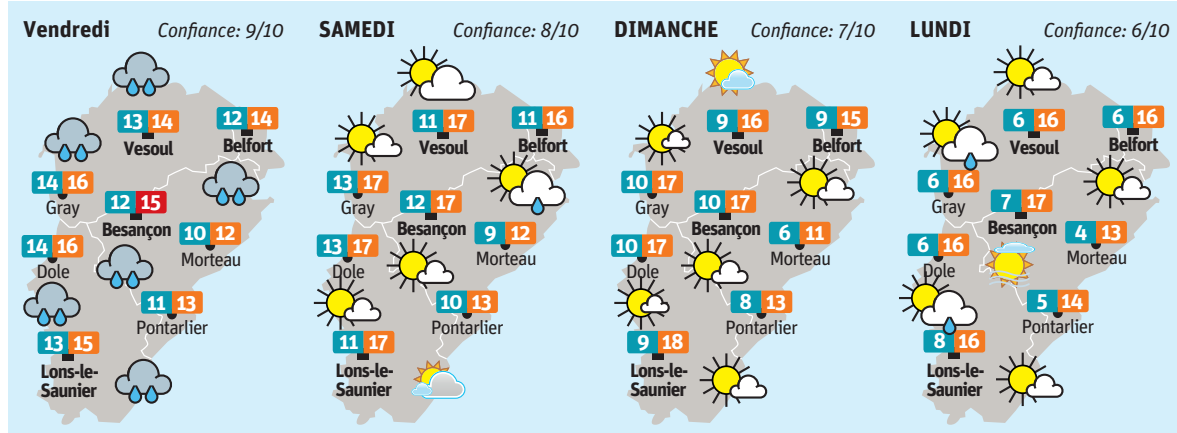 Vendredi Confiance: 9/10
13 14
Vesoul
12 14
Belfort
14 16
Gray
12 15
Besançon
10 12
Morteau
14 16
Dole
11 13
Pontarlier
13 15
Lons-le-
Saunier
SAMEDI Confiance: 8/10
11 17
Vesoul
11 16
Belfort
13 17
Gray
12 17
Besançon
9 12
Morteau
13 17
Dole
10 13
Pontarlier
11 17
Lons-le-
Saunier
DIMANCHE Confiance: 7/10
9 16
Vesoul
9 15
Belfort
10 17
Gray
10 17
Besançon
6 11
Morteau
10 17
Dole
8 13
Pontarlier
9 18
Lons-le-
Saunier
LUNDI Confiance: 6/10
6 16
Vesoul
6 16
Belfort
6 16
Gray
7 17
Besançon
4 13
Morteau
6 16
Dole
5 14
Pontarlier
8 16
Lons-le-
Saunier